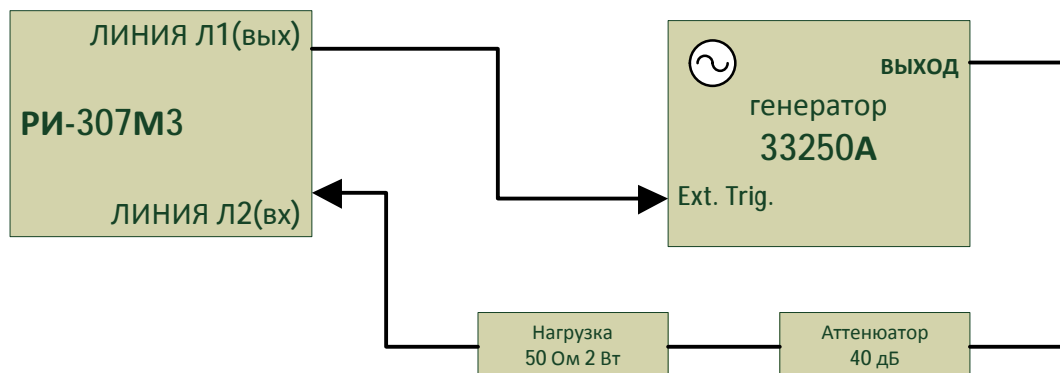 ЛИНИЯ Л1(вых)
РИ-307М3
ЛИНИЯ Л2(вх)
ВЫХОД
генератор
33250А
Ext. Trig.
Нагрузка
50 Ом 2 Вт
Аттенюатор
40 дБ